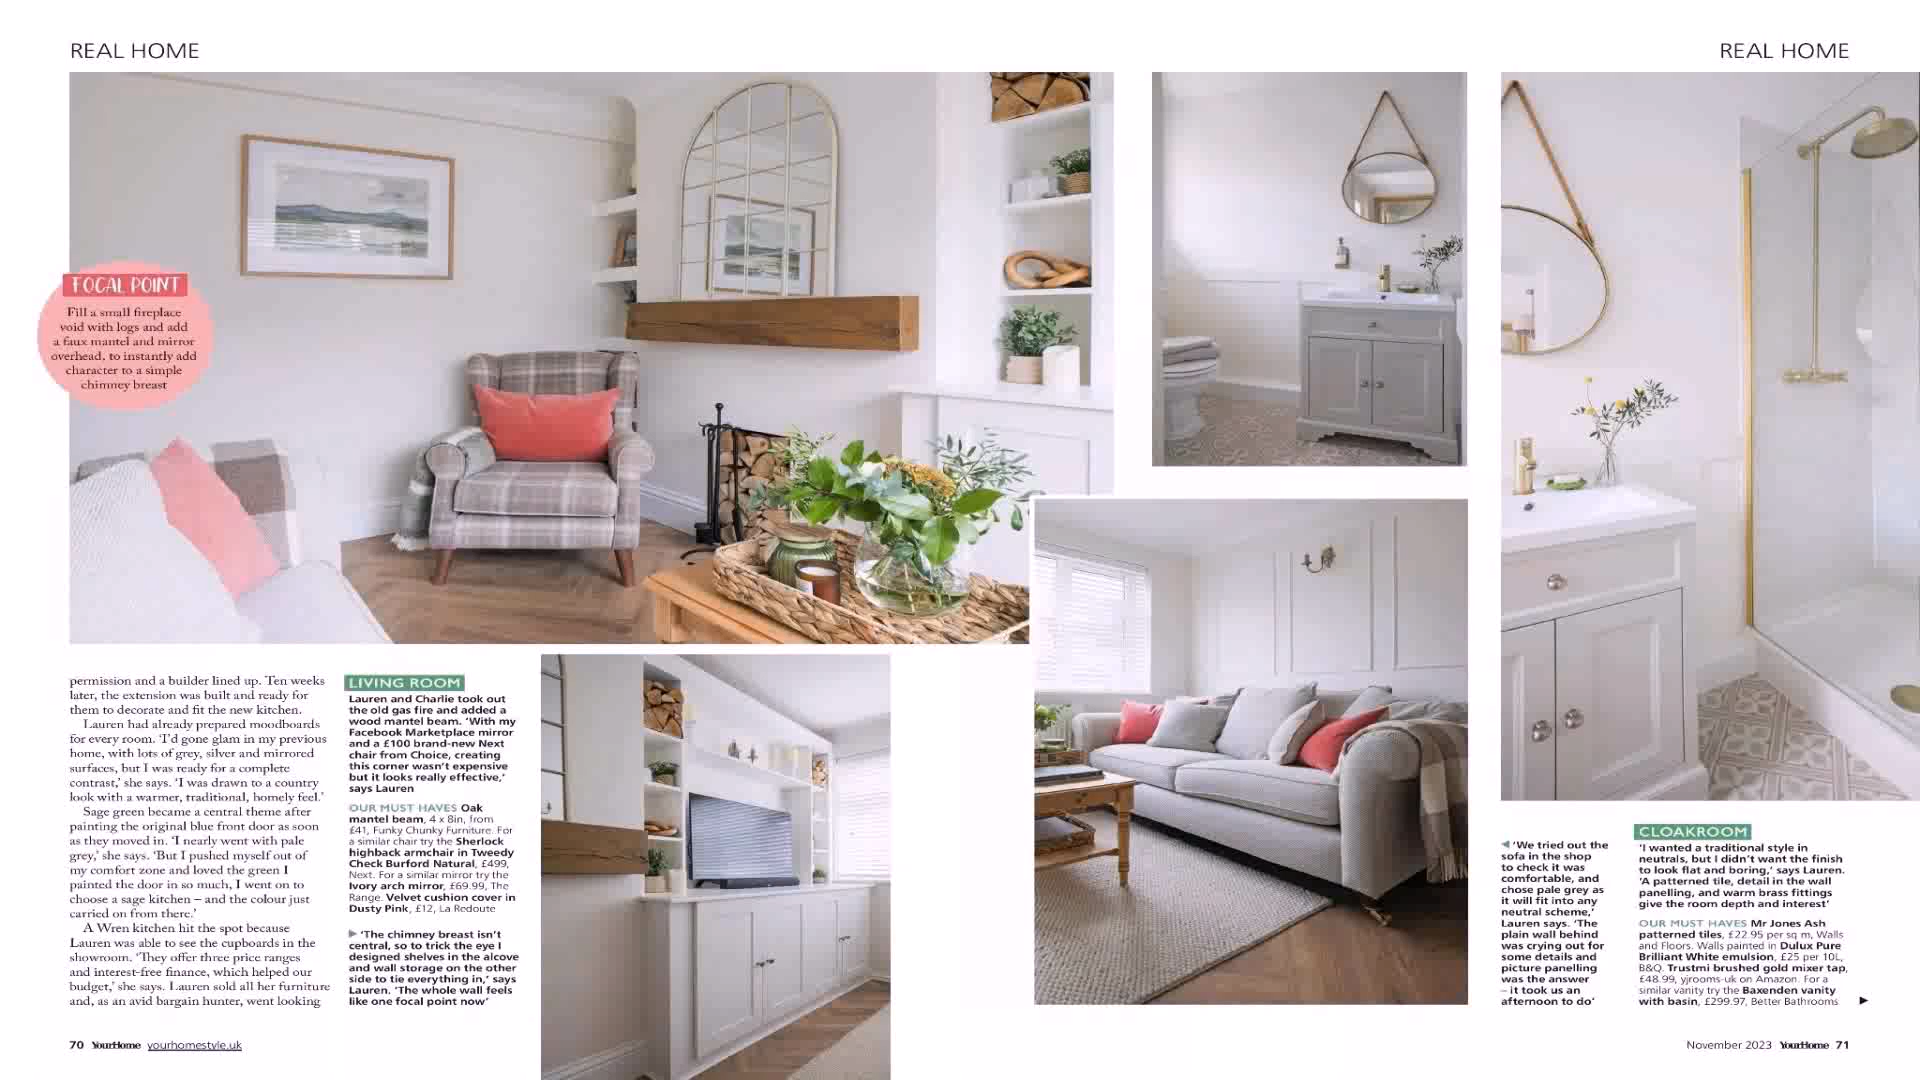 REAL HOME
REAL HOME
FOCAL POINT
Fill a small fireplace
void with logs and add
a faux mantel and mirror
overhead, to instantly add
character to a simple
chimney breast
permission and a builder lined up. Ten weeks
later, the extension was built and ready for
them to decorate and fit the new kitchen.
Lauren had already prepared moodboards
for every room. ‘I’d gone glam in my previous
home, with lots of grey, silver and mirrored
surfaces, but I was ready for a complete
contrast,’ she says. ‘I was drawn to a country
look with a warmer, traditional, homely feel.’
Sage green became a central theme after
painting the original blue front door as soon
as they moved in. ‘I nearly went with pale
grey,’ she says. ‘But I pushed myself out of
my comfort zone and loved the green I
painted the door in so much, I went on to
choose a sage kitchen – and the colour just
carried on from there.’
A Wren kitchen hit the spot because
Lauren was able to see the cupboards in the
showroom. ‘They offer three price ranges
and interest-free finance, which helped our
budget,’ she says. Lauren sold all her furniture
and, as an avid bargain hunter, went looking
LIVING ROOM
Lauren and Charlie took out
the old gas fire and added a
wood mantel beam. ‘With my
Facebook Marketplace mirror
and a £100 brand-new Next
chair from Choice, creating
this corner wasn’t expensive
but it looks really effective,’
says Lauren
OUR MUST HAVES Oak
mantel beam, 4 x 8in, from
£41, Funky Chunky Furniture. For
a similar chair try the Sherlock
highback armchair in Tweedy
Check Burford Natural, £499,
Next. For a similar mirror try the
Ivory arch mirror, £69.99, The
Range. Velvet cushion cover in
Dusty Pink, £12, La Redoute
▶ ‘The chimney breast isn’t
central, so to trick the eye I
designed shelves in the alcove
and wall storage on the other
side to tie everything in,’ says
Lauren. ‘The whole wall feels
like one focal point now’
◀ ‘We tried out the
sofa in the shop
to check it was
comfortable, and
chose pale grey as
it will fit into any
neutral scheme,’
Lauren says. ‘The
plain wall behind
was crying out for
some details and
picture panelling
was the answer
– it took us an
afternoon to do’
CLOAKROOM
‘I wanted a traditional style in
neutrals, but I didn’t want the finish
to look flat and boring,’ says Lauren.
‘A patterned tile, detail in the wall
panelling, and warm brass fittings
give the room depth and interest’
OUR MUST HAVES Mr Jones Ash
patterned tiles, £22.95 per sq m, Walls
and Floors. Walls painted in Dulux Pure
Brilliant White emulsion, £25 per 10L,
B&Q. Trustmi brushed gold mixer tap,
£48.99, yjrooms-uk on Amazon. For a
similar vanity try the Baxenden vanity
with basin, £299.97, Better Bathrooms ▶
70 YourHome yourhomestyle.uk
November 2023 YourHome 71